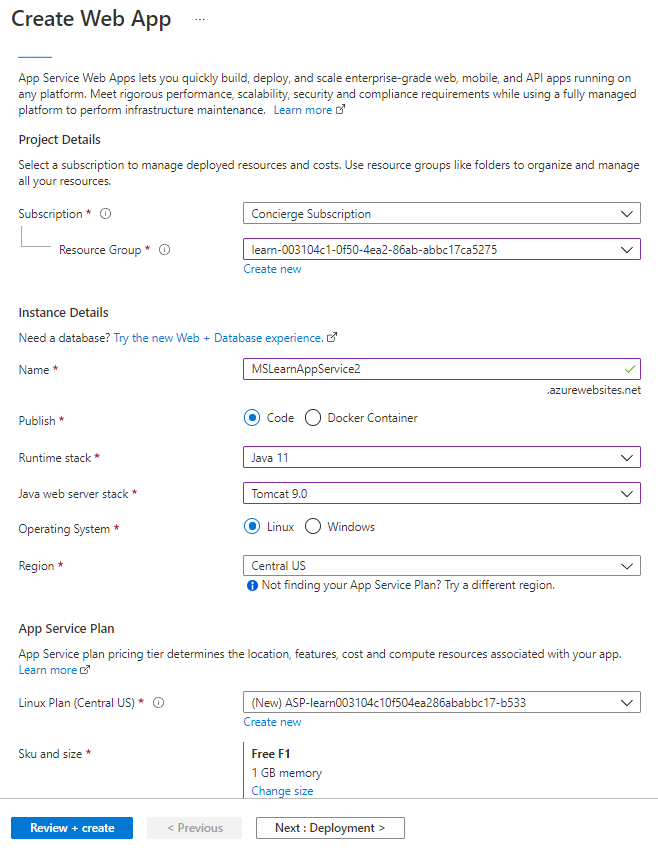 Create Web App ...
App Service Web Apps lets you quickly build, deploy, and scale enterprise-grade web, mobile, and API apps running on
any platform. Meet rigorous performance, scalability, security and compliance requirements while using a fully managed
platform to perform infrastructure maintenance. Learn more
Project Details
Select a subscription to manage deployed resources and costs. Use resource groups like folders to organize and manage
all your resources.
Subscription * Concierge Subscription
Resource Group * learn-003104c1-0f50-4ea2-86ab-abbc17ca5275
Create new
Instance Details
Need a database? Try the new Web + Database experience.
Name * MSLearnAppService2
.azurewebsites.net
Publish * Code Docker Container
Runtime stack * Java 11
Java web server stack * Tomcat 9.0
Operating System * Linux Windows
Region * Central US
Not finding your App Service Plan? Try a different region.
App Service Plan
App Service plan pricing tier determines the location, features, cost and compute resources associated with your app.
Learn more
Linux Plan (Central US) * (New) ASP-learn003104c10f504ea286ababbc17-b533
Create new
Sku and size * Free F1
1 GB memory
Change size
Review + create < Previous Next : Deployment >